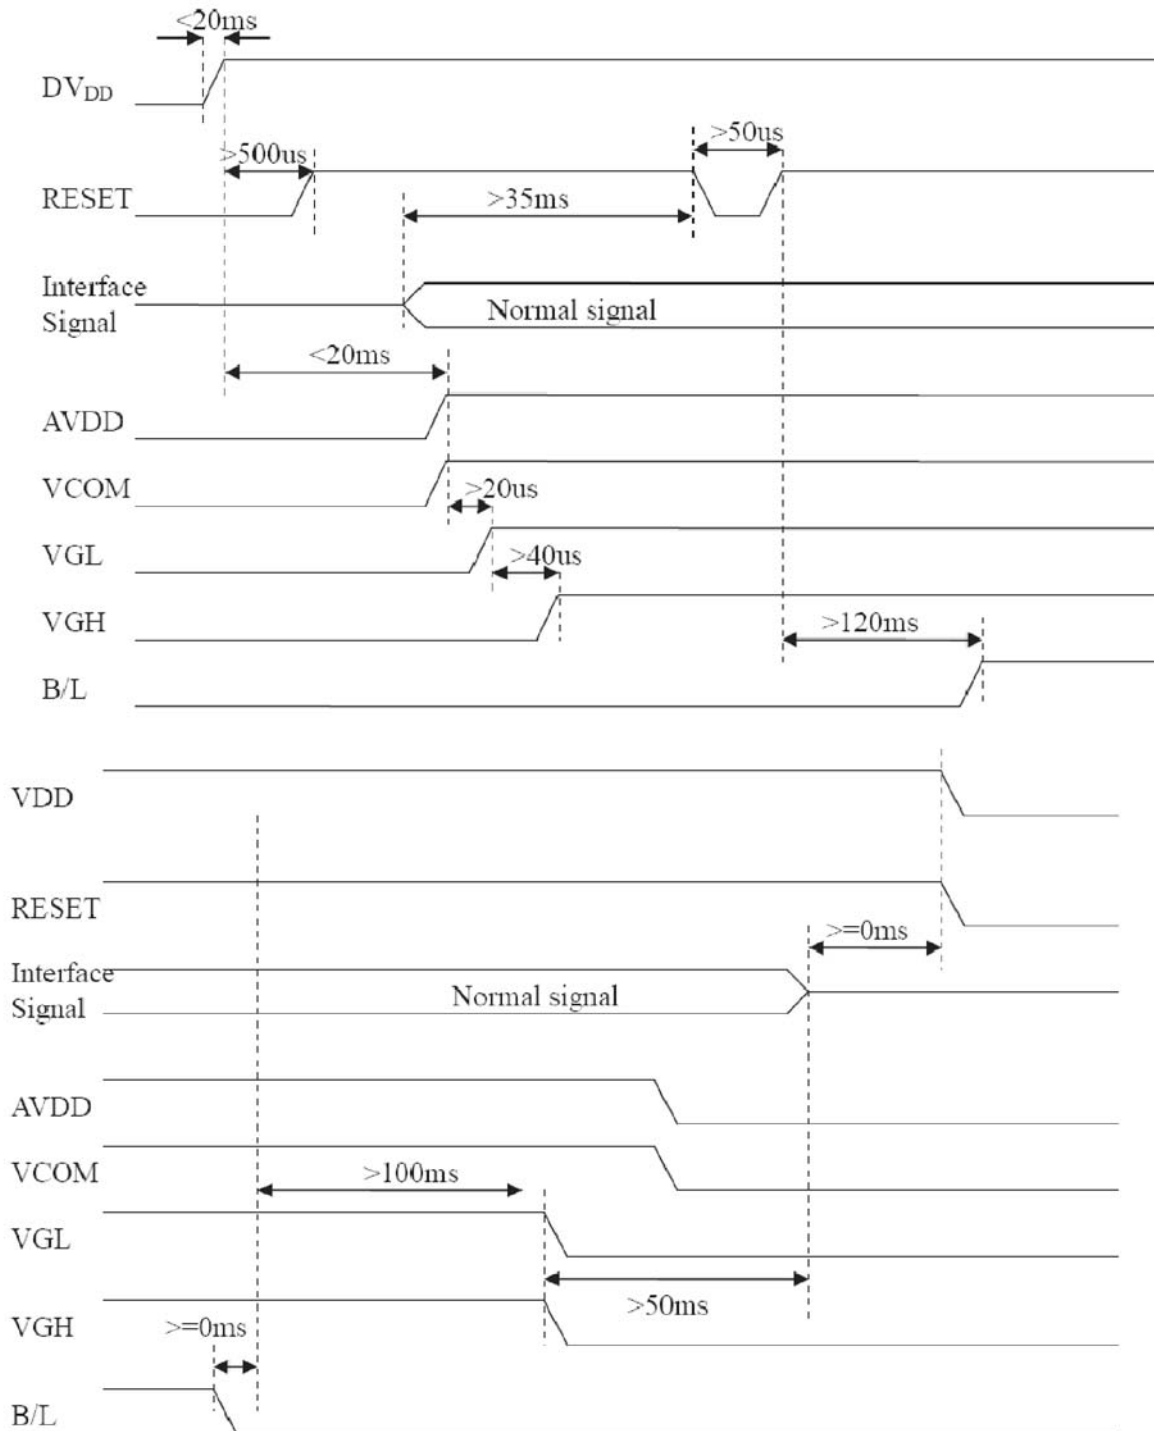 <20ms
DVDD
>50us
>500us
RESET
>35ms
Interface
Signal
Normal signal
<20ms
AVDD
VCOM
>20us
VGL
>40us
VGH
>120ms
B/L
VDD
RESET
>=0ms
Interface
Signal
Normal signal
AVDD
VCOM
>100ms
VGL
>50ms
VGH
>=0ms
B/L